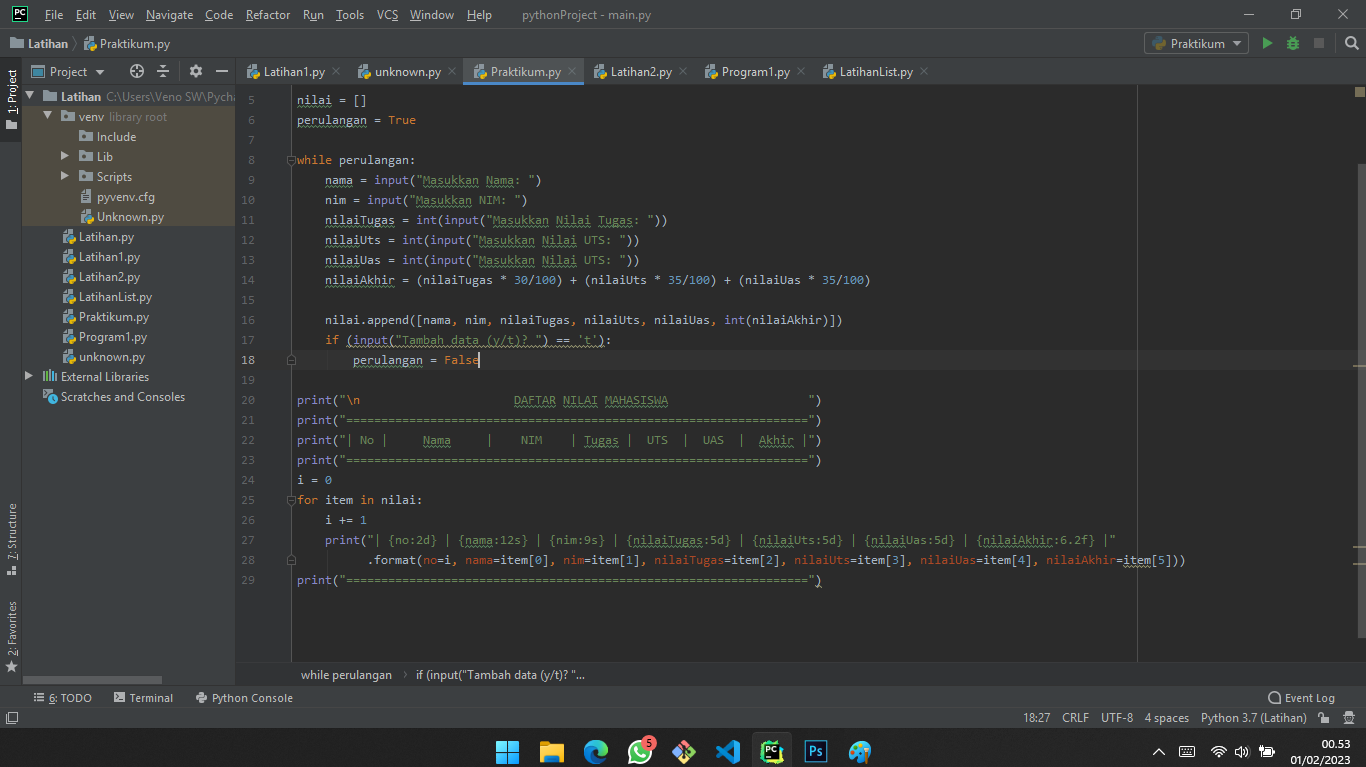 File Edit View Navigate Code Refactor Run Tools VCS Window Help pythonProject - main.py
Latihan Praktikum.py Praktikum
Project Latihan1.py unknown.py Praktikum.py Latihan2.py Program1.py LatihanList.py
1: Project
Latihan C:\Users\Veno SW\Pycha
venv library root
Include
Lib
Scripts
pyvenv.cfg
Unknown.py
Latihan.py
Latihan1.py
Latihan2.py
LatihanList.py
Praktikum.py
Program1.py
unknown.py
External Libraries
Scratches and Consoles
7: Structure
2: Favorites
5 nilai = []
6 perulangan = True
7
8 while perulangan:
9     nama = input("Masukkan Nama: ")
10     nim = input("Masukkan NIM: ")
11     nilaiTugas = int(input("Masukkan Nilai Tugas: "))
12     nilaiUts = int(input("Masukkan Nilai UTS: "))
13     nilaiUas = int(input("Masukkan Nilai UTS: "))
14     nilaiAkhir = (nilaiTugas * 30/100) + (nilaiUts * 35/100) + (nilaiUas * 35/100)
15
16     nilai.append([nama, nim, nilaiTugas, nilaiUts, nilaiUas, int(nilaiAkhir)])
17     if (input("Tambah data (y/t)? ") == 't'):
18         perulangan = False
19
20 print("\n                      DAFTAR NILAI MAHASISWA                    ")
21 print("==================================================================")
22 print("| No |     Nama     |    NIM    | Tugas |  UTS  |  UAS  |  Akhir |")
23 print("==================================================================")
24 i = 0
25 for item in nilai:
26     i += 1
27     print("| {no:2d} | {nama:12s} | {nim:9s} | {nilaiTugas:5d} | {nilaiUts:5d} | {nilaiUas:5d} | {nilaiAkhir:6.2f} |"
28           .format(no=i, nama=item[0], nim=item[1], nilaiTugas=item[2], nilaiUts=item[3], nilaiUas=item[4], nilaiAkhir=item[5]))
29 print("==================================================================")
while perulangan if (input("Tambah data (y/t)? "...
6: TODO Terminal Python Console Event Log
18:27 CRLF UTF-8 4 spaces Python 3.7 (Latihan)
5
00.53
01/02/2023